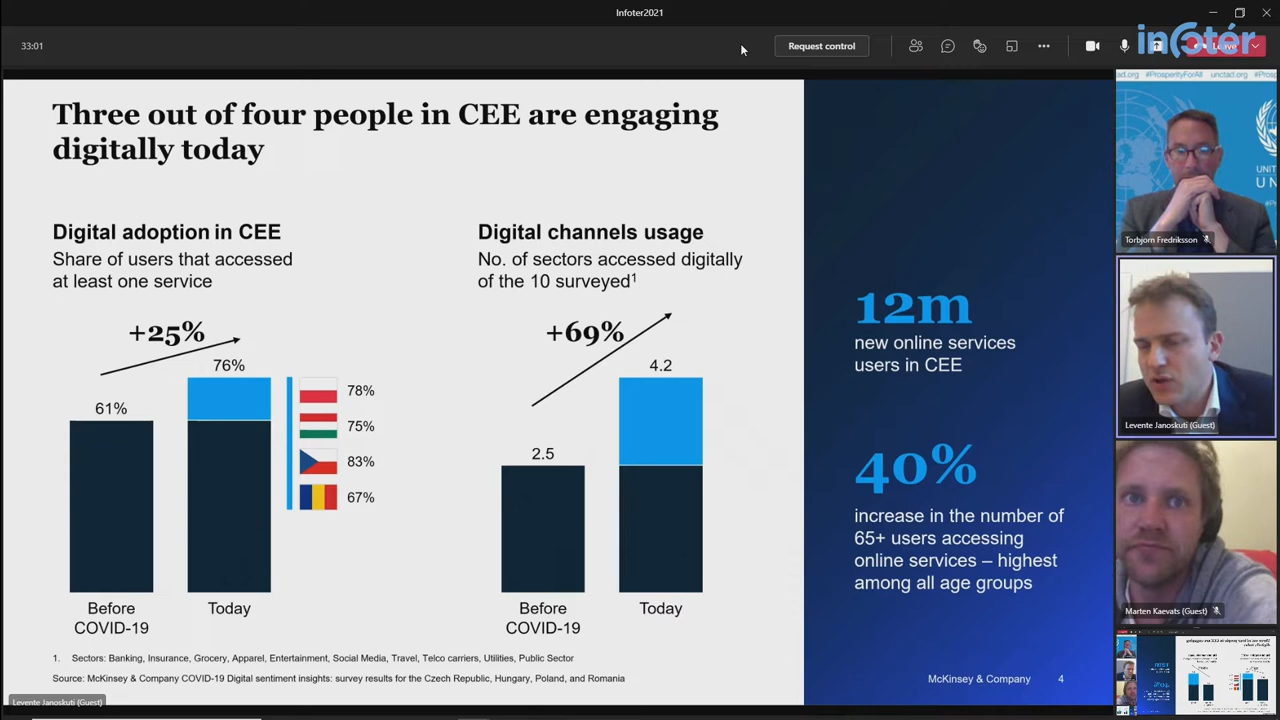 Infoter2021
33:01
Request control
infotér
Leave
Three out of four people in CEE are engaging
digitally today
Digital adoption in CEE
Share of users that accessed
at least one service
+25%
61%
76%
78%
75%
83%
67%
Before
COVID-19
Today
Digital channels usage
No. of sectors accessed digitally
of the 10 surveyed¹
+69%
2.5
4.2
Before
COVID-19
Today
12m
new online services
users in CEE
40%
increase in the number of
65+ users accessing
online services – highest
among all age groups
1. Sectors: Banking, Insurance, Grocery, Apparel, Entertainment, Social Media, Travel, Telco carriers, Utilities, Public Sector
Source: McKinsey & Company COVID-19 Digital sentiment insights: survey results for the Czech Republic, Hungary, Poland, and Romania
McKinsey & Company 4
Levente Janoskuti (Guest)
#ProsperityForAll unctad.org
Torbjorn Fredriksson
Levente Janoskuti (Guest)
Marten Kaevats (Guest)